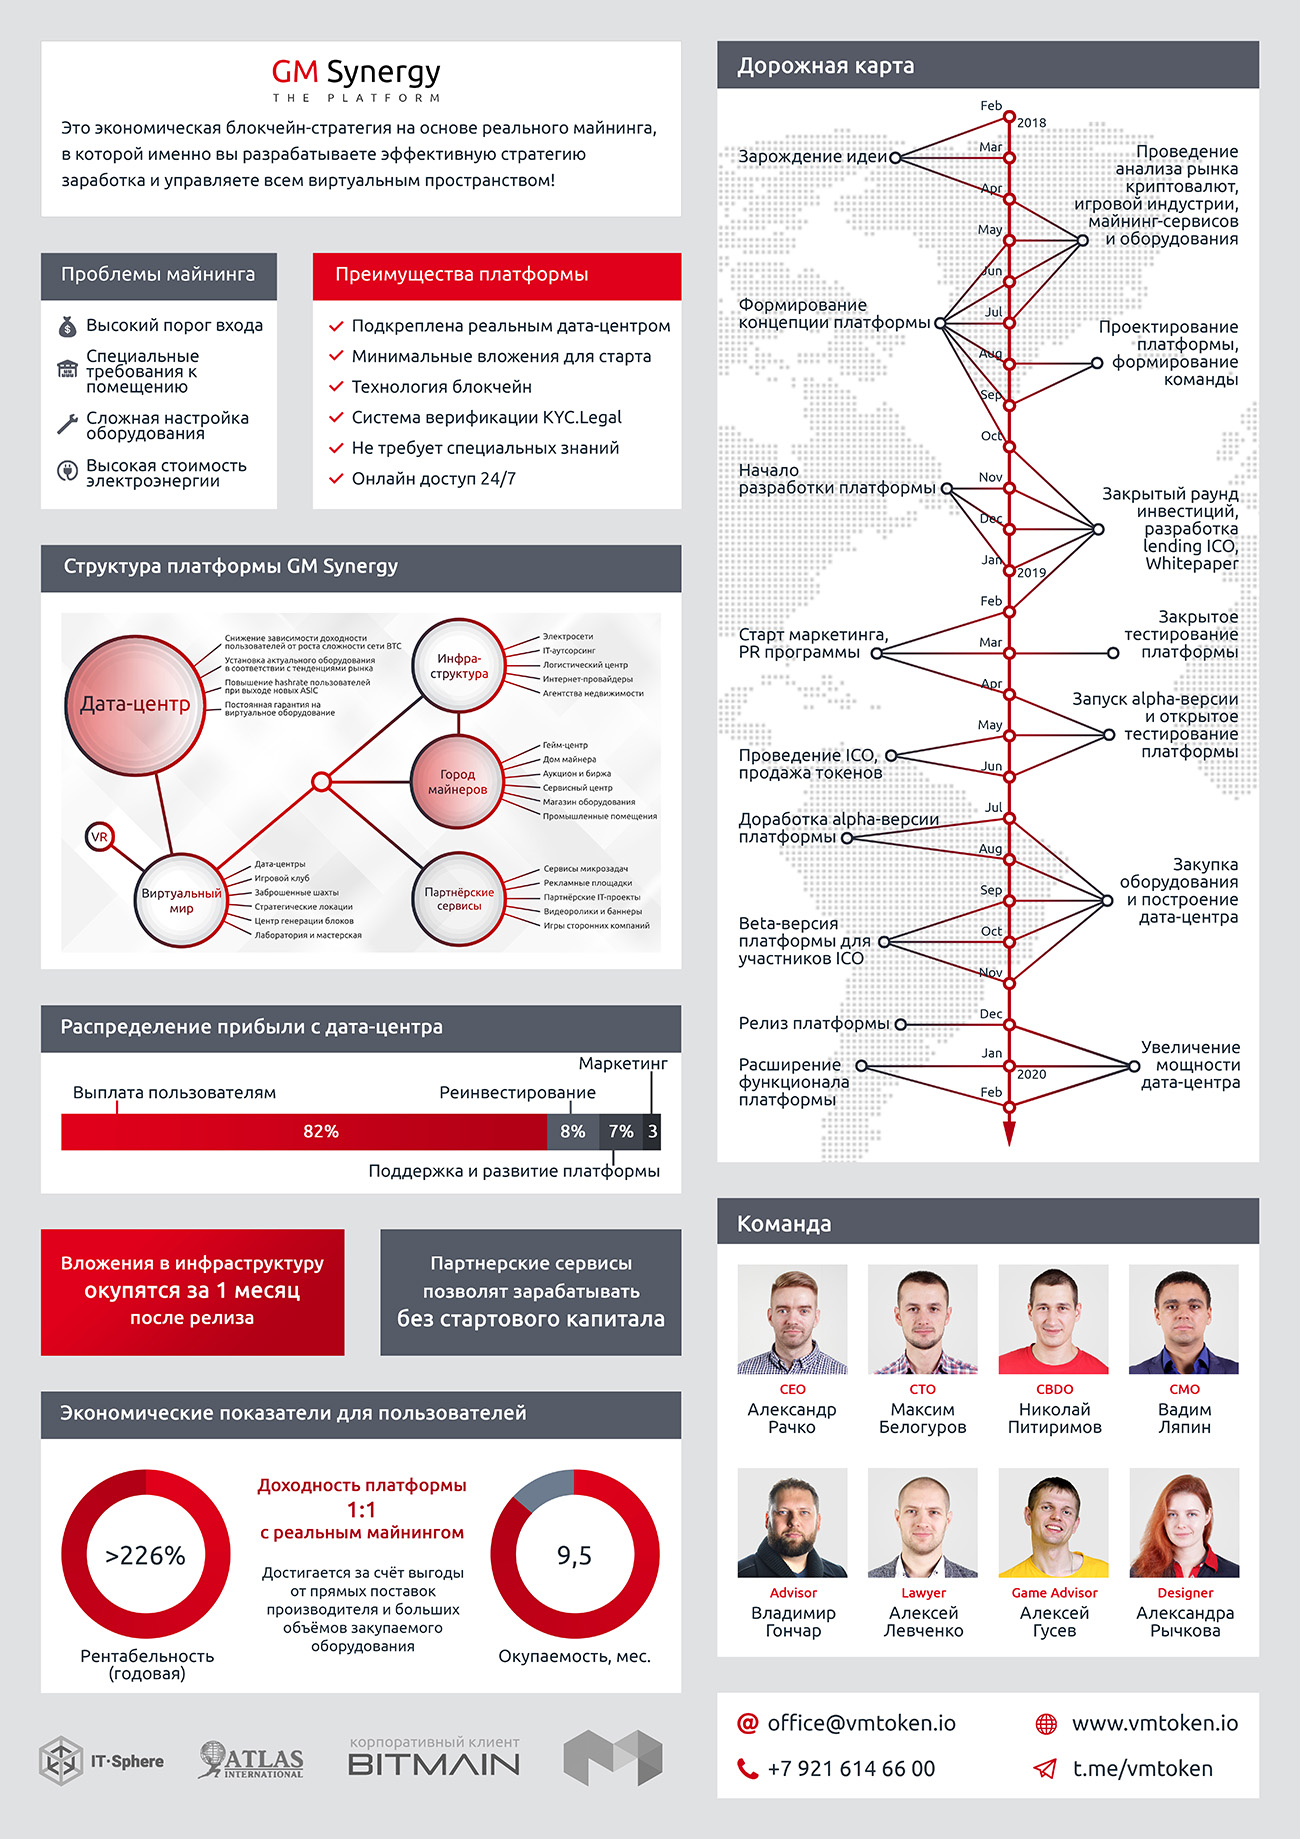 GM Synergy
THE PLATFORM
Это экономическая блокчейн-стратегия на основе реального майнинга,
в которой именно вы разрабатываете эффективную стратегию
заработка и управляете всем виртуальным пространством!
Проблемы майнинга
Высокий порог входа
Специальные
требования к
помещению
Сложная настройка
оборудования
Высокая стоимость
электроэнергии
Преимущества платформы
Подкреплена реальным дата-центром
Минимальные вложения для старта
Технология блокчейн
Система верификации KYC.Legal
Не требует специальных знаний
Онлайн доступ 24/7
Структура платформы GM Synergy
Дата-центр
Снижение зависимости доходности
пользователей от роста сложности сети BTC
Установка актуального оборудования
в соответствии с тенденциями рынка
Повышение hashrate пользователей
при выходе новых ASIC
Постоянная гарантия на
виртуальное оборудование
Инфра-
структура
Электросети
IT-аутсорсинг
Логистический центр
Интернет-провайдеры
Агентства недвижимости
Город
майнеров
Гейм-центр
Дом майнера
Аукцион и биржа
Сервисный центр
Магазин оборудования
Промышленные помещения
VR
Виртуальный
мир
Дата-центры
Игровой клуб
Заброшенные шахты
Стратегические локации
Центр генерации блоков
Лаборатория и мастерская
Партнёрские
сервисы
Сервисы микрозадач
Рекламные площадки
Партнёрские IT-проекты
Видеоролики и баннеры
Игры сторонних компаний
Распределение прибыли с дата-центра
Маркетинг
Выплата пользователям
Реинвестирование
82%
8%
7%
3
Поддержка и развитие платформы
Вложения в инфраструктуру
окупятся за 1 месяц
после релиза
Партнерские сервисы
позволят зарабатывать
без стартового капитала
Экономические показатели для пользователей
>226%
Рентабельность
(годовая)
Доходность платформы
1:1
с реальным майнингом
Достигается за счёт выгоды
от прямых поставок
производителя и больших
объёмов закупаемого
оборудования
9,5
Окупаемость, мес.
IT·Sphere
ATLAS
INTERNATIONAL
корпоративный клиент
BITMAIN
Дорожная карта
Feb
2018
Mar
Зарождение идеи
Apr
Проведение
анализа рынка
криптовалют,
игровой индустрии,
майнинг-сервисов
и оборудования
May
Jun
Jul
Формирование
концепции платформы
Aug
Проектирование
платформы,
формирование
команды
Sep
Oct
Nov
Начало
разработки платформы
Dec
Закрытый раунд
инвестиций,
разработка
lending ICO,
Whitepaper
Jan
2019
Feb
Mar
Старт маркетинга,
PR программы
Закрытое
тестирование
платформы
Apr
May
Запуск alpha-версии
и открытое
тестирование
платформы
Проведение ICO,
продажа токенов
Jun
Jul
Доработка alpha-версии
платформы
Aug
Sep
Закупка
оборудования
и построение
дата-центра
Oct
Beta-версия
платформы для
участников ICO
Nov
Dec
Релиз платформы
Jan
2020
Увеличение
мощности
дата-центра
Расширение
функционала
платформы
Feb
Команда
CEO
Александр
Рачко
CTO
Максим
Белогуров
CBDO
Николай
Питиримов
CMO
Вадим
Ляпин
Advisor
Владимир
Гончар
Lawyer
Алексей
Левченко
Game Advisor
Алексей
Гусев
Designer
Александра
Рычкова
office@vmtoken.io
www.vmtoken.io
+7 921 614 66 00
t.me/vmtoken